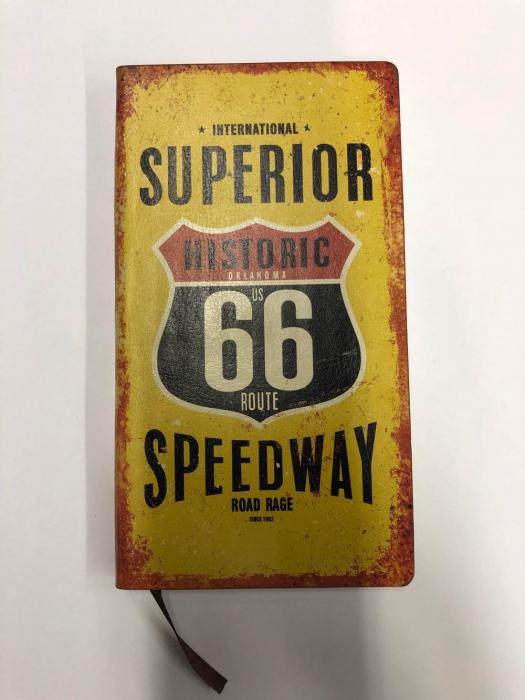 ★ INTERNATIONAL ★
SUPERIOR
HISTORIC
OKLAHOMA
US
66
ROUTE
SPEEDWAY
ROAD RAGE